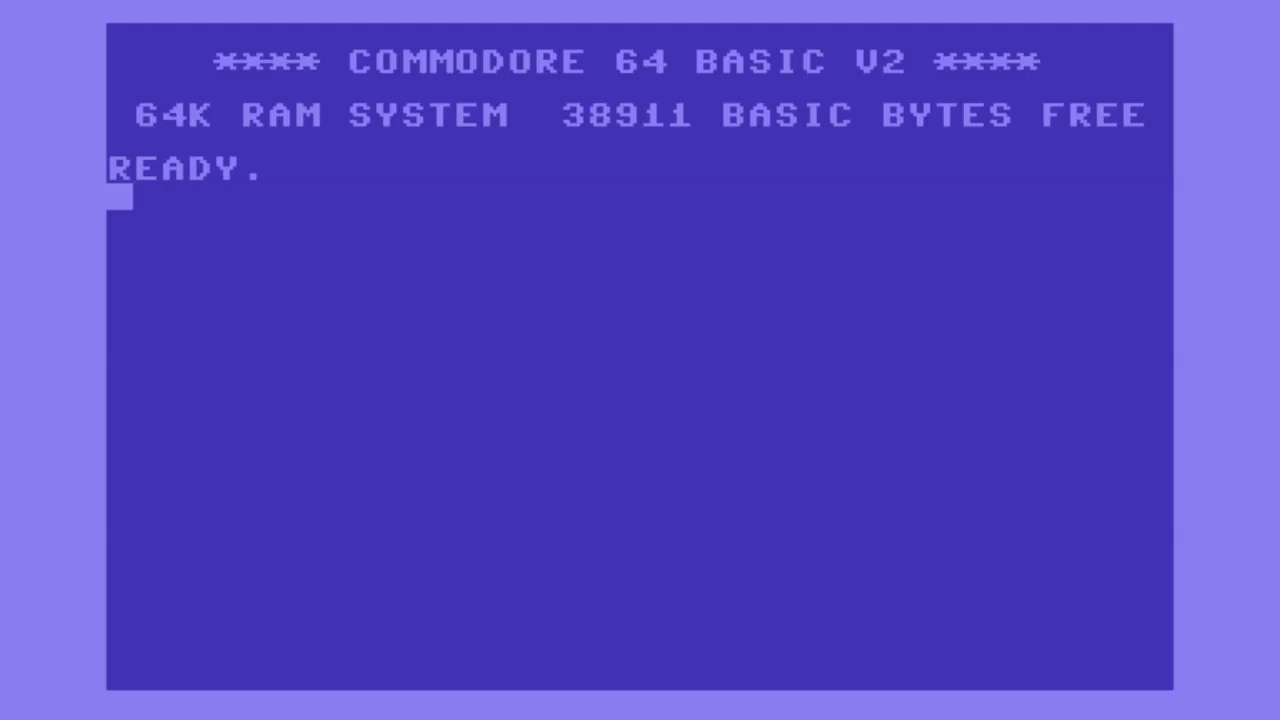 **** COMMODORE 64 BASIC V2 ****
64K RAM SYSTEM  38911 BASIC BYTES FREE
READY.